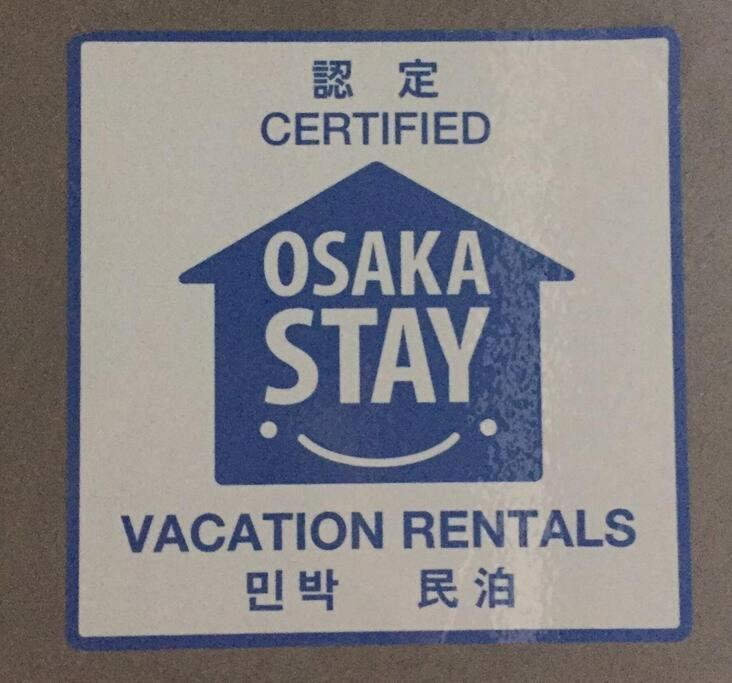 認 定
CERTIFIED
OSAKA
STAY
VACATION RENTALS
민박 民泊